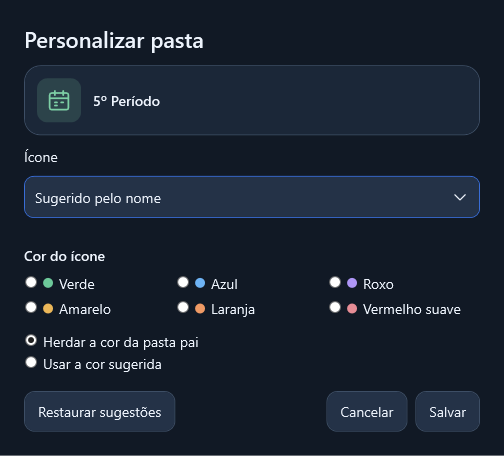 Personalizar pasta
5º Período
Ícone
Sugerido pelo nome
Cor do ícone
Verde Azul Roxo
Amarelo Laranja Vermelho suave
Herdar a cor da pasta pai
Usar a cor sugerida
Restaurar sugestões Cancelar Salvar